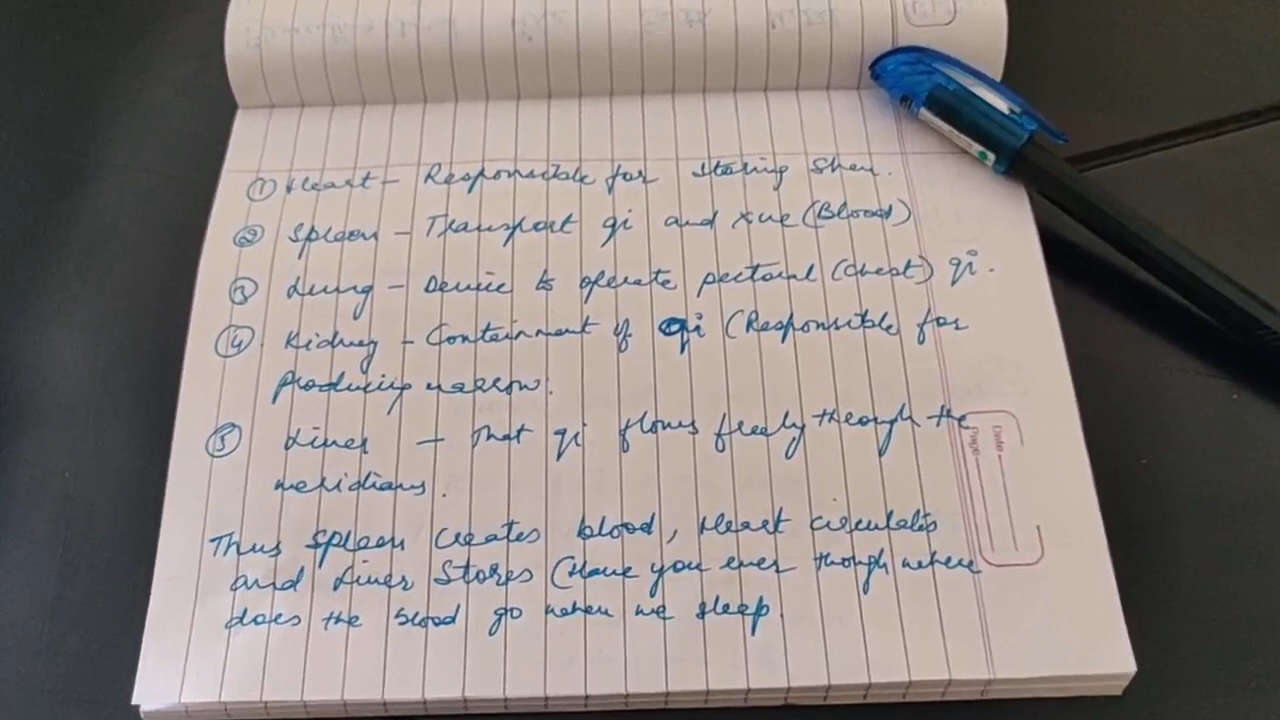 ① Heart - Responsible for storing Shen.
② Spleen - Transport qi and xue (Blood)
③ Lung - Device to operate pectoral (chest) qi.
④ Kidney - Containment of qi (Responsible for
producing marrow.
⑤ Liver - that qi flows freely through the
meridians.
Thus spleen creates blood, Heart circulates
and Liver Stores (Have you ever though where
does the blood go when we sleep.
Date
Page